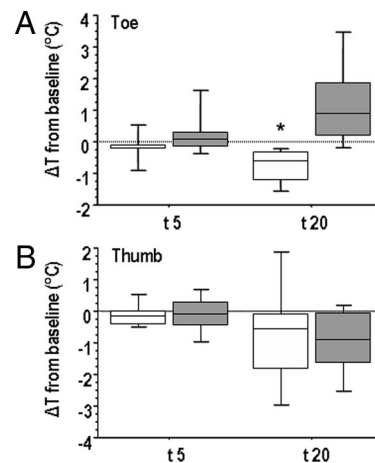 A
Toe
ΔT from baseline (°C)
4
3
2
1
0
-1
-2
*
t 5
t 20
B
Thumb
ΔT from baseline (°C)
2
1
0
-1
-2
-3
-4
t 5
t 20